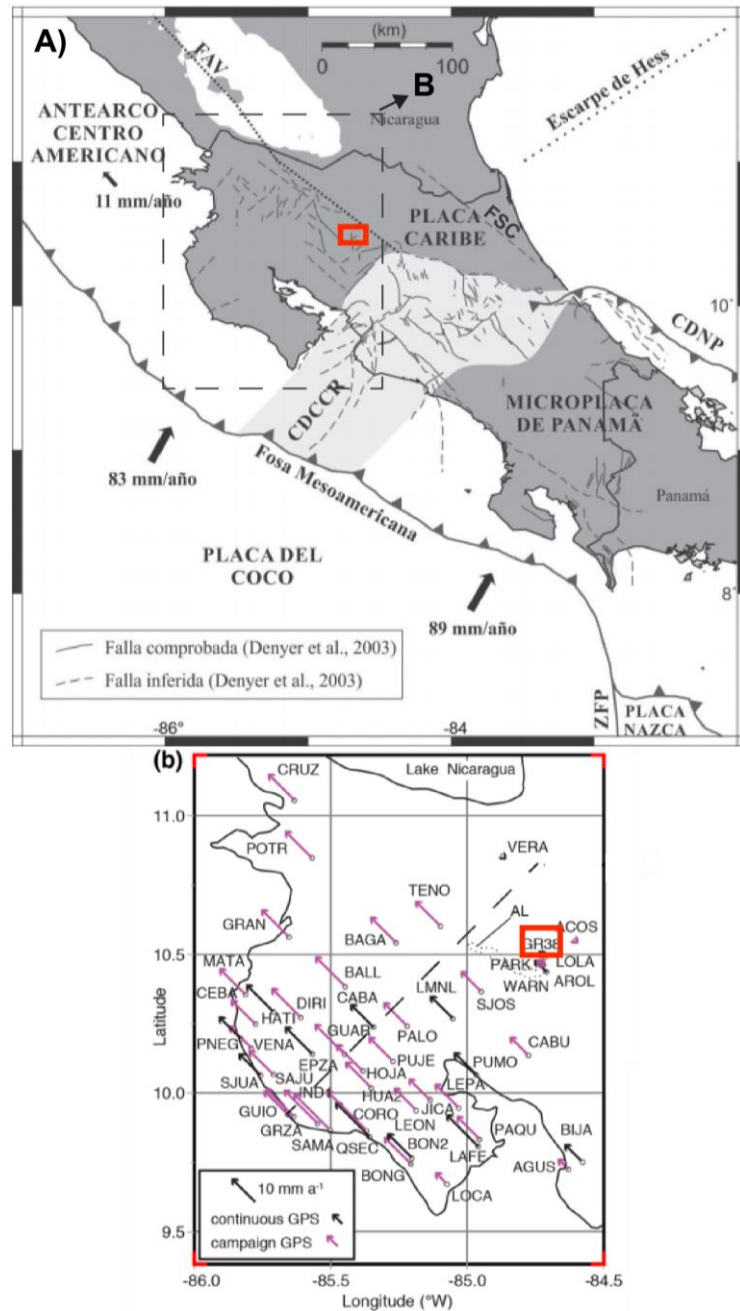 A)
(km)
0 100
FAV
B
Nicaragua
Escarpe de Hess
ANTEARCO
CENTRO
AMERICANO
11 mm/año
PLACA
CARIBE
FSC
10°
CDNP
CDCCR
MICROPLACA
DE PANAMÁ
83 mm/año
Fosa Mesoamericana
Panamá
PLACA DEL
COCO
8°
89 mm/año
Falla comprobada (Denyer et al., 2003)
Falla inferida (Denyer et al., 2003)
ZFP
PLACA
NAZCA
-86° -84
(b)
CRUZ
Lake Nicaragua
11.0
POTR
VERA
TENO
AL
GRAN
BAGA
ACOS
GR38
10.5
MATA
BALL
PARK
LOLA
CEBA
CABA
LMNL
WARN
AROL
DIRI
SJOS
HATI
GUAR
PALO
CABU
PNEG
VENA
EPZA
PUJE
PUMO
HOJA
SJUA
SAJU
LEPA
10.0
IND1
HUA2
GUIO
CORO
JICA
GRZA
LEON
PAQU
BIJA
SAMA
QSEC
BON2
LAFE
AGUS
BONG
LOCA
10 mm a⁻¹
continuous GPS
campaign GPS
9.5
-86.0 -85.5 -85.0 -84.5
Latitude
Longitude (°W)